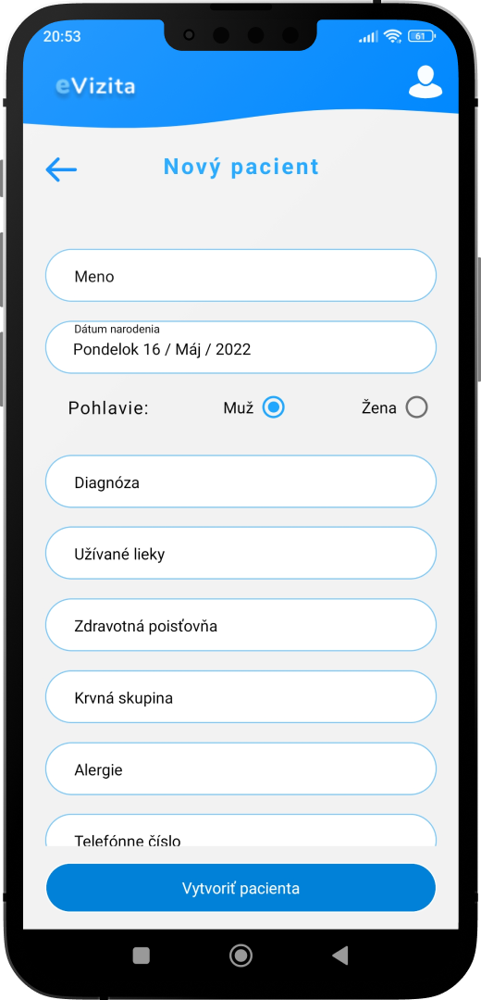 20:53
61
eVizita
Nový pacient
Meno
Dátum narodenia
Pondelok 16 / Máj / 2022
Pohlavie: Muž Žena
Diagnóza
Užívané lieky
Zdravotná poisťovňa
Krvná skupina
Alergie
Telefónne číslo
Vytvoriť pacienta